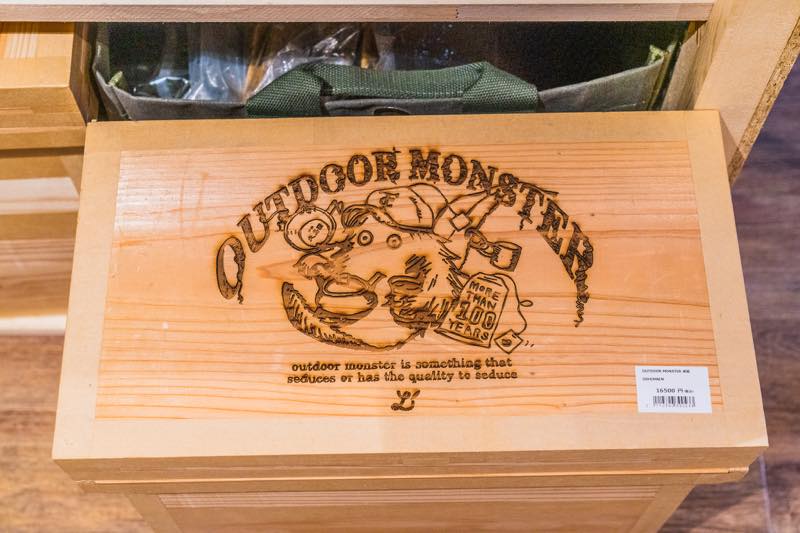 OUTDOOR MONSTER
MORE
THAN
100
YEARS
outdoor monster is something that
seduces or has the quality to seduce
OUTDOOR MONSTER
16500 円